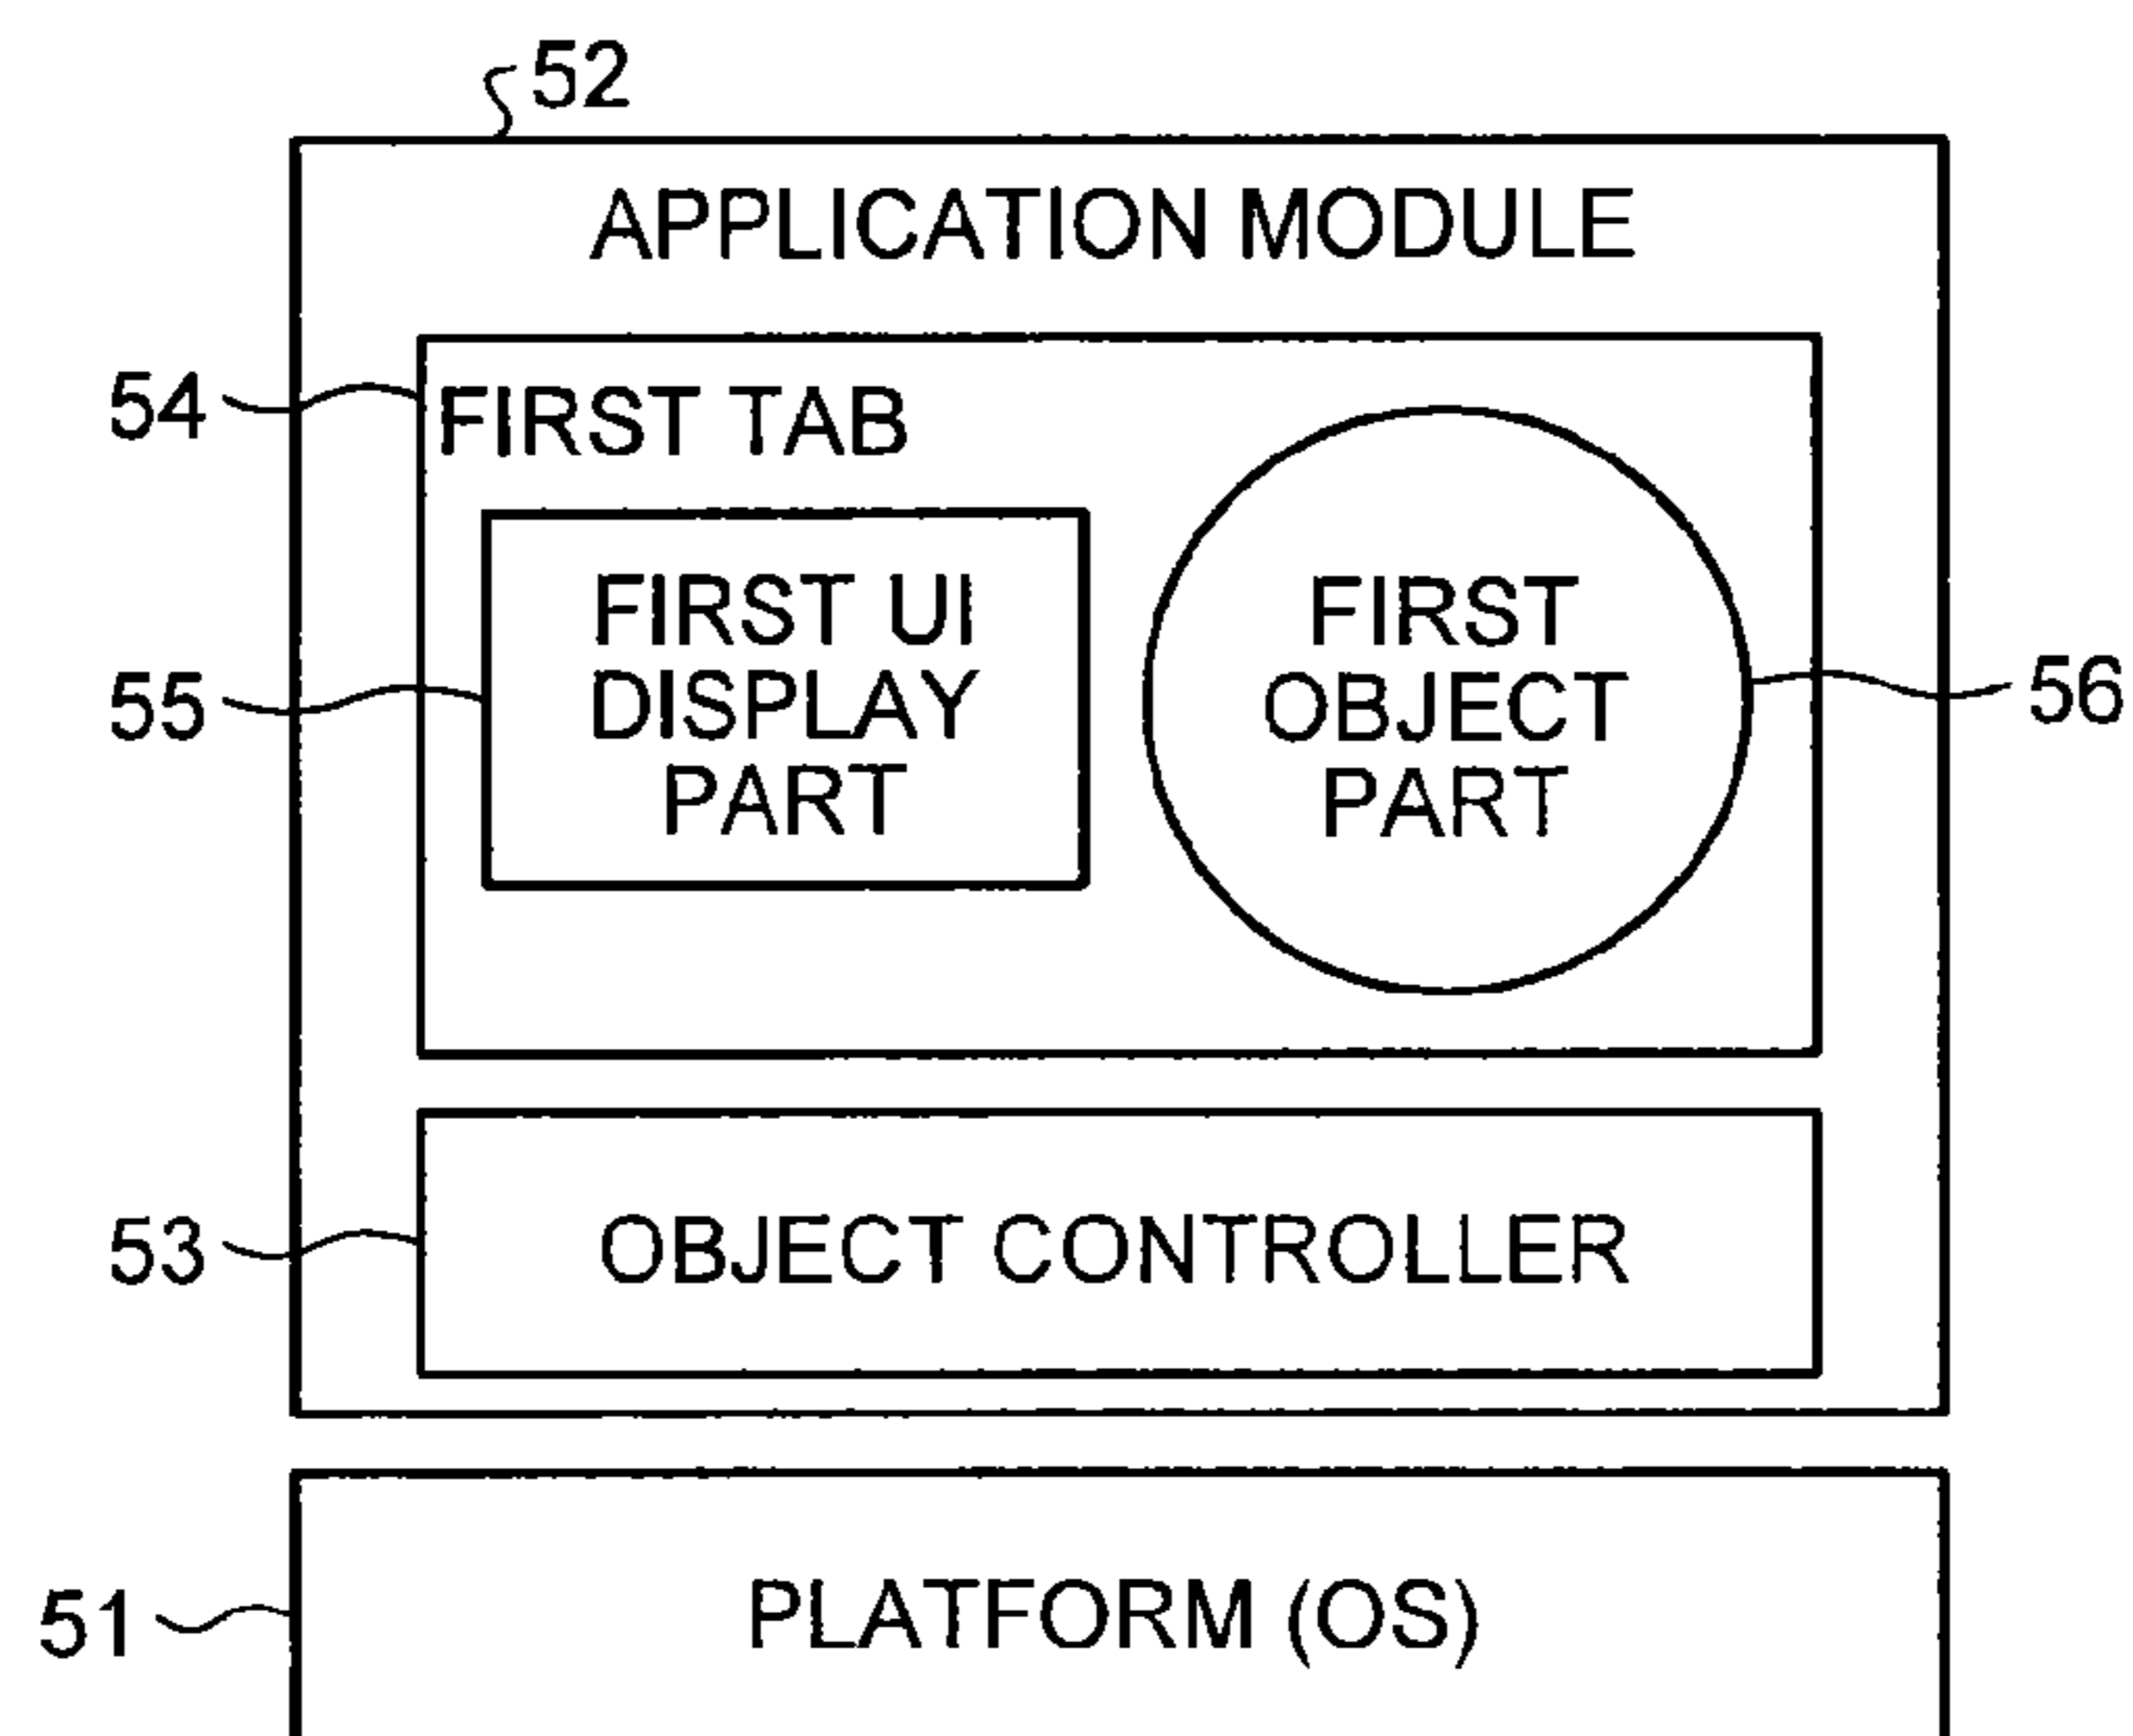 52
APPLICATION MODULE
54
FIRST TAB
FIRST UI
DISPLAY
PART
55
FIRST
OBJECT
PART
56
53
OBJECT CONTROLLER
51
PLATFORM (OS)